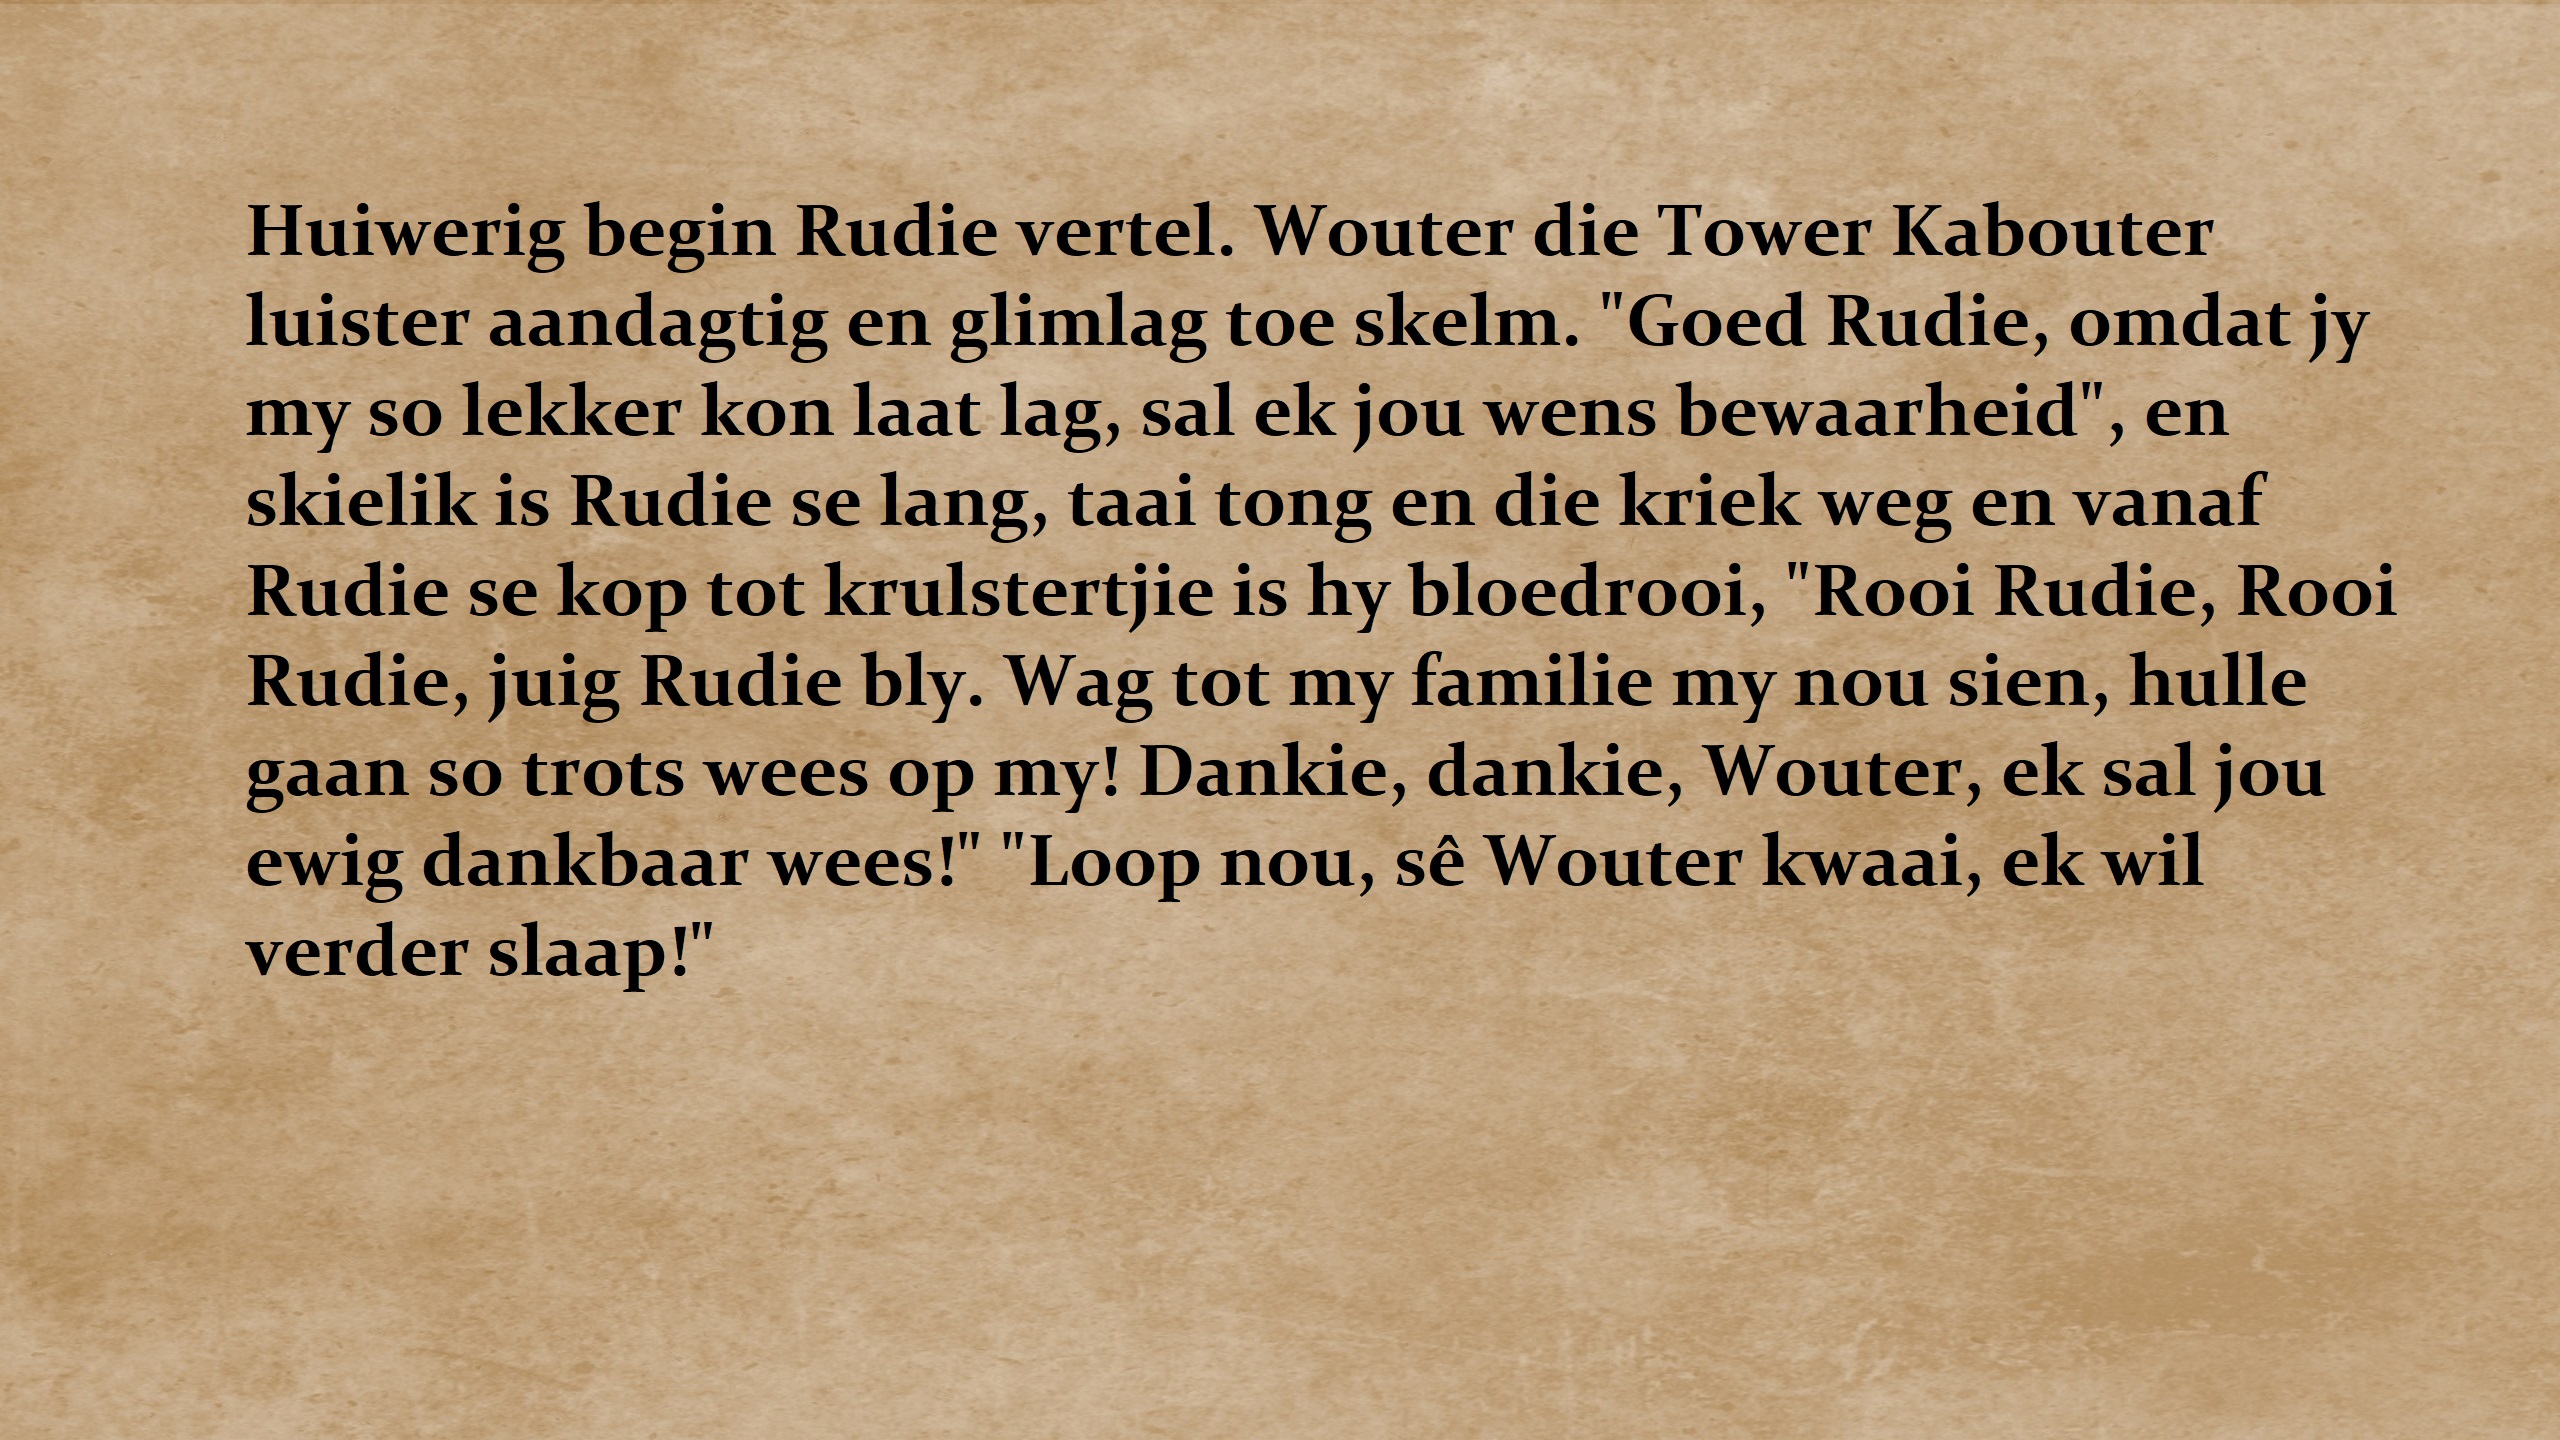 Huiwerig begin Rudie vertel. Wouter die Tower Kabouter
luister aandagtig en glimlag toe skelm. "Goed Rudie, omdat jy
my so lekker kon laat lag, sal ek jou wens bewaarheid", en
skielik is Rudie se lang, taai tong en die kriek weg en vanaf
Rudie se kop tot krulstertjie is hy bloedrooi, "Rooi Rudie, Rooi
Rudie, juig Rudie bly. Wag tot my familie my nou sien, hulle
gaan so trots wees op my! Dankie, dankie, Wouter, ek sal jou
ewig dankbaar wees!" "Loop nou, sê Wouter kwaai, ek wil
verder slaap!"